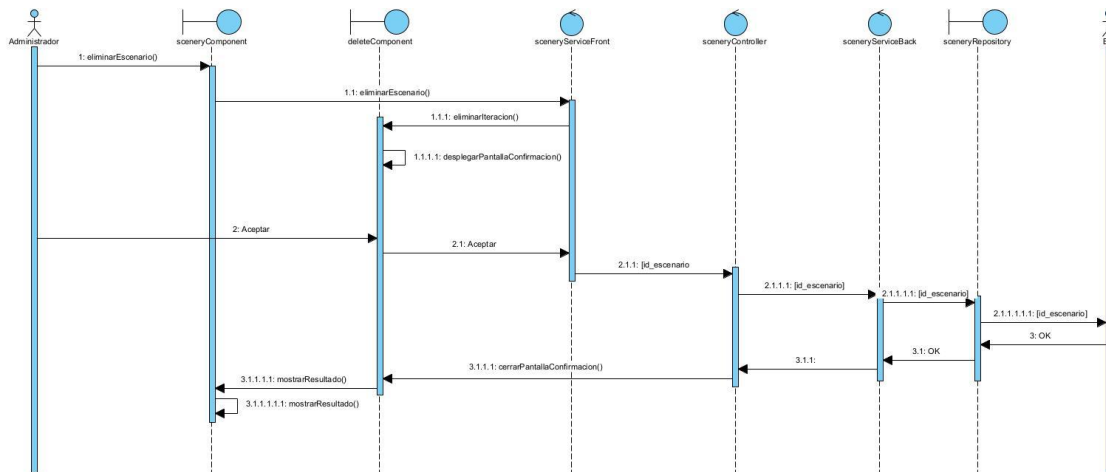 Administrador
sceneryComponent
deleteComponent
sceneryServiceFront
sceneryController
sceneryServiceBack
sceneryRepository
1: eliminarEscenario()
1.1: eliminarEscenario()
1.1.1: eliminarIteracion()
1.1.1.1: desplegarPantallaConfirmacion()
2: Aceptar
2.1: Aceptar
2.1.1: [id_escenario
2.1.1.1: [id_escenario]
2.1.1.1.1: [id_escenario]
2.1.1.1.1.1: [id_escenario]
3: OK
3.1: OK
3.1.1:
3.1.1.1: cerrarPantallaConfirmacion()
3.1.1.1.1: mostrarResultado()
3.1.1.1.1.1: mostrarResultado()